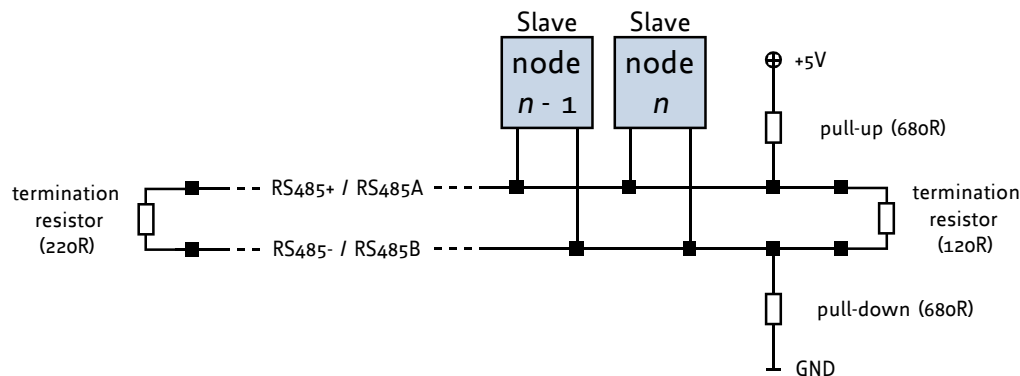 Slave
node
n - 1
Slave
node
n
+5V
pull-up (680R)
termination
resistor
(220R)
RS485+ / RS485A
RS485- / RS485B
termination
resistor
(120R)
pull-down (680R)
GND